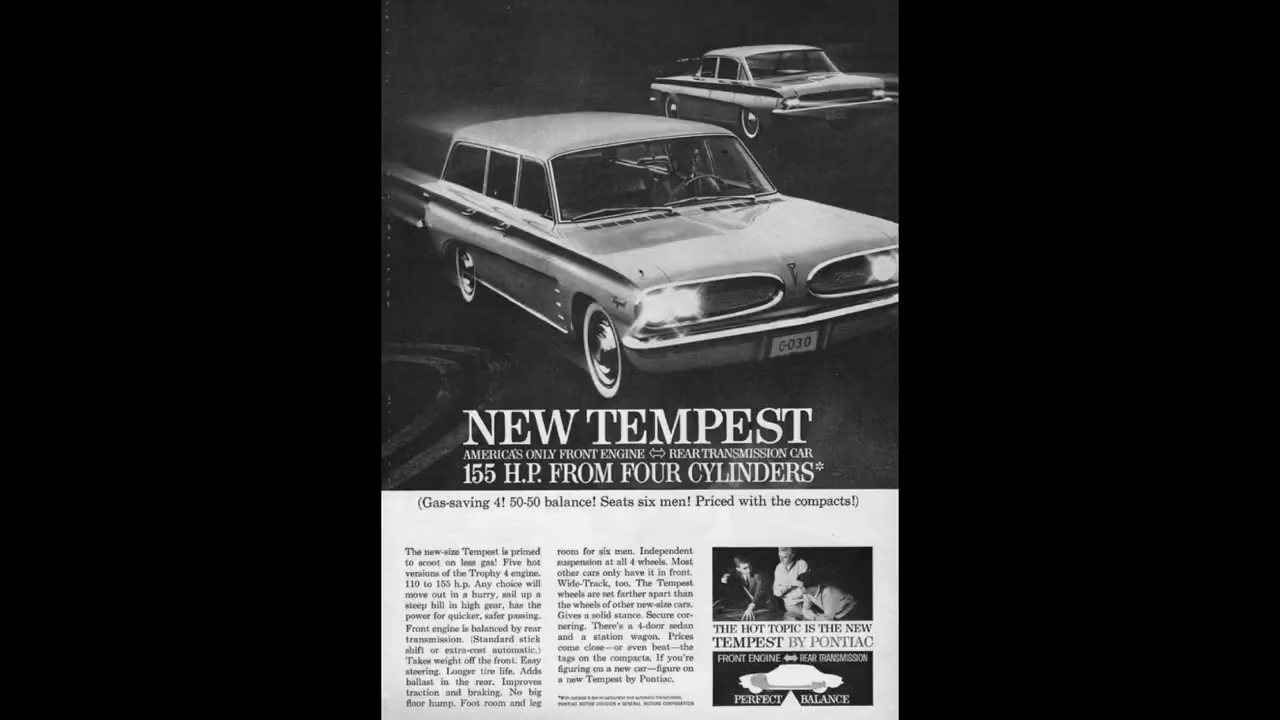 Tempest
G-030
NEW TEMPEST
AMERICA'S ONLY FRONT ENGINE ⇔ REAR TRANSMISSION CAR
155 H.P. FROM FOUR CYLINDERS*
(Gas-saving 4! 50-50 balance! Seats six men! Priced with the compacts!)
The new-size Tempest is primed
to scoot on less gas! Five hot
versions of the Trophy 4 engine.
110 to 155 h.p. Any choice will
move out in a hurry, sail up a
steep hill in high gear, has the
power for quicker, safer passing.
Front engine is balanced by rear
transmission. (Standard stick
shift or extra-cost automatic.)
Takes weight off the front. Easy
steering. Longer tire life. Adds
ballast in the rear. Improves
traction and braking. No big
floor hump. Foot room and leg
room for six men. Independent
suspension at all 4 wheels. Most
other cars only have it in front.
Wide-Track, too. The Tempest
wheels are set farther apart than
the wheels of other new-size cars.
Gives a solid stance. Secure cor-
nering. There's a 4-door sedan
and a station wagon. Prices
come close—or even beat—the
tags on the compacts. If you're
figuring on a new car—figure on
a new Tempest by Pontiac.
*With optional 4-barrel carburetor and automatic transmission.
PONTIAC MOTOR DIVISION • GENERAL MOTORS CORPORATION
THE HOT TOPIC IS THE NEW
TEMPEST BY PONTIAC
FRONT ENGINE ⇔ REAR TRANSMISSION
PERFECT BALANCE